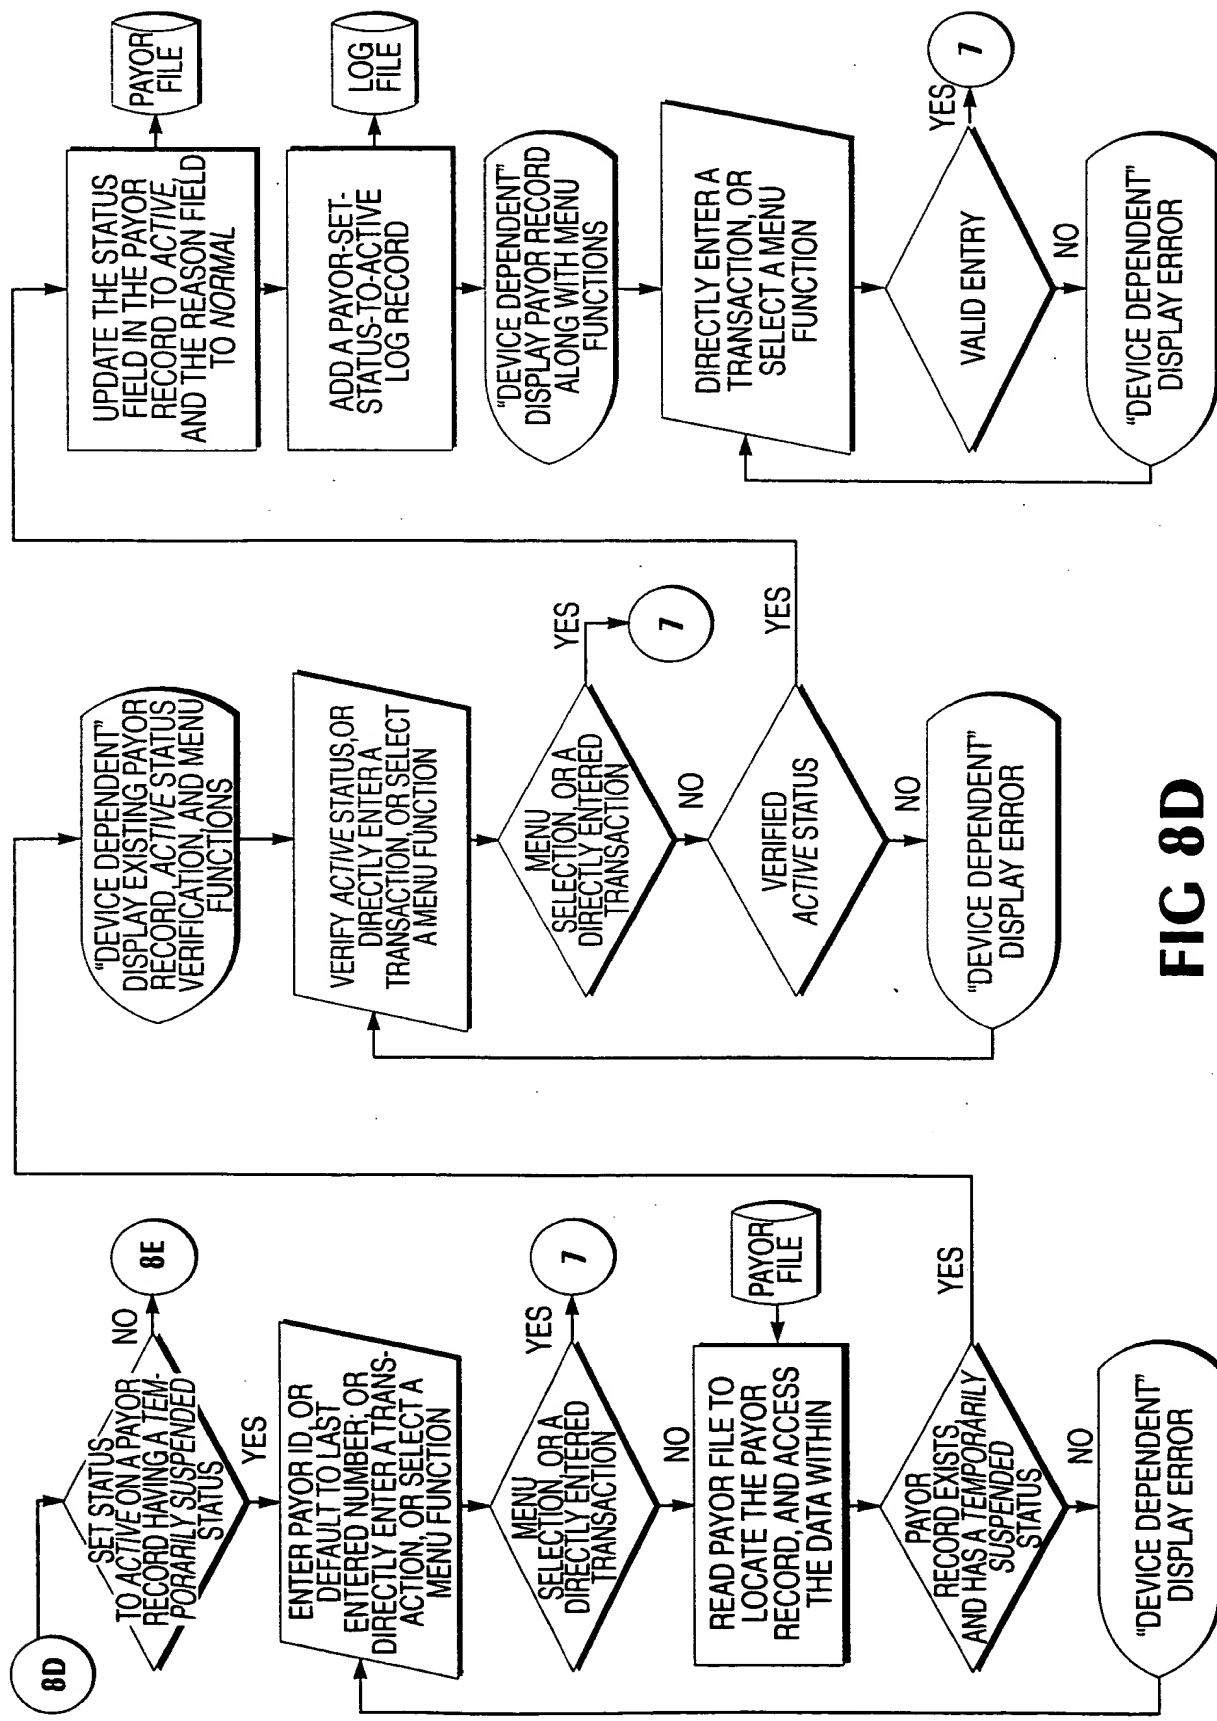 8D
SET STATUS
TO ACTIVE ON A PAYOR
RECORD HAVING A TEM-
PORARILY SUSPENDED
STATUS
NO
8E
YES
ENTER PAYOR ID, OR
DEFAULT TO LAST
ENTERED NUMBER; OR
DIRECTLY ENTER A TRANS-
ACTION, OR SELECT A
MENU FUNCTION
MENU
SELECTION, OR A
DIRECTLY ENTERED
TRANSACTION
YES
7
NO
READ PAYOR FILE TO
LOCATE THE PAYOR
RECORD, AND ACCESS
THE DATA WITHIN
PAYOR
FILE
PAYOR
RECORD EXISTS
AND HAS A TEMPORARILY
SUSPENDED
STATUS
YES
NO
“DEVICE DEPENDENT”
DISPLAY ERROR
“DEVICE DEPENDENT”
DISPLAY EXISTING PAYOR
RECORD, ACTIVE STATUS
VERIFICATION, AND MENU
FUNCTIONS
VERIFY ACTIVE STATUS, OR
DIRECTLY ENTER A
TRANSACTION, OR SELECT
A MENU FUNCTION
MENU
SELECTION, OR A
DIRECTLY ENTERED
TRANSACTION
YES
7
NO
VERIFIED
ACTIVE STATUS
YES
NO
“DEVICE DEPENDENT”
DISPLAY ERROR
UPDATE THE STATUS
FIELD IN THE PAYOR
RECORD TO ACTIVE,
AND THE REASON FIELD
TO NORMAL
PAYOR
FILE
ADD A PAYOR-SET-
STATUS-TO-ACTIVE
LOG RECORD
LOG
FILE
“DEVICE DEPENDENT”
DISPLAY PAYOR RECORD
ALONG WITH MENU
FUNCTIONS
DIRECTLY ENTER A
TRANSACTION, OR
SELECT A MENU
FUNCTION
VALID ENTRY
YES
7
NO
“DEVICE DEPENDENT”
DISPLAY ERROR
FIG 8D